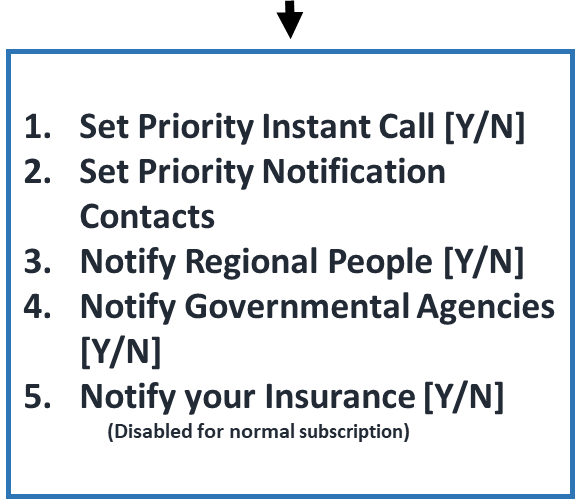 1. Set Priority Instant Call [Y/N]
2. Set Priority Notification
Contacts
3. Notify Regional People [Y/N]
4. Notify Governmental Agencies
[Y/N]
5. Notify your Insurance [Y/N]
(Disabled for normal subscription)